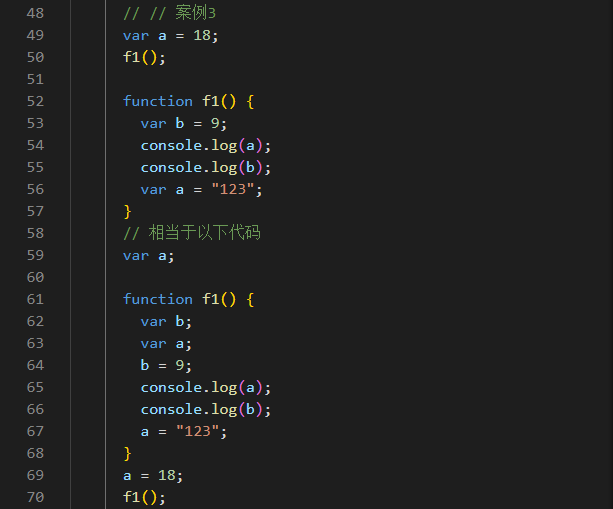 48 // // 案例3
49 var a = 18;
50 f1();
51
52 function f1() {
53 var b = 9;
54 console.log(a);
55 console.log(b);
56 var a = "123";
57 }
58 // 相当于以下代码
59 var a;
60
61 function f1() {
62 var b;
63 var a;
64 b = 9;
65 console.log(a);
66 console.log(b);
67 a = "123";
68 }
69 a = 18;
70 f1();